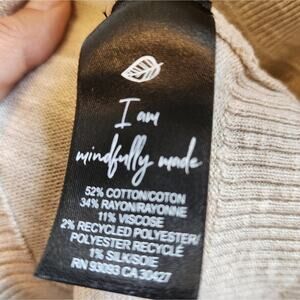 I am
mindfully made
52% COTTON/COTON
34% RAYON/RAYONNE
11% VISCOSE
2% RECYCLED POLYESTER/
POLYESTER RECYCLÉ
1% SILK/SOIE
RN 93093 CA 30427